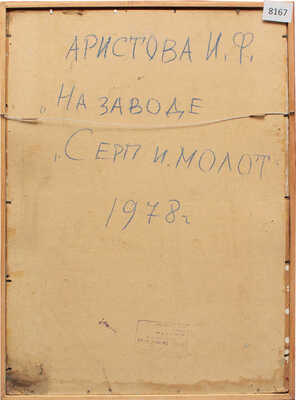 8167
АРИСТОВА И.Ф.
„НА ЗАВОДЕ
„СЕРП И. МОЛОТ"
1978г